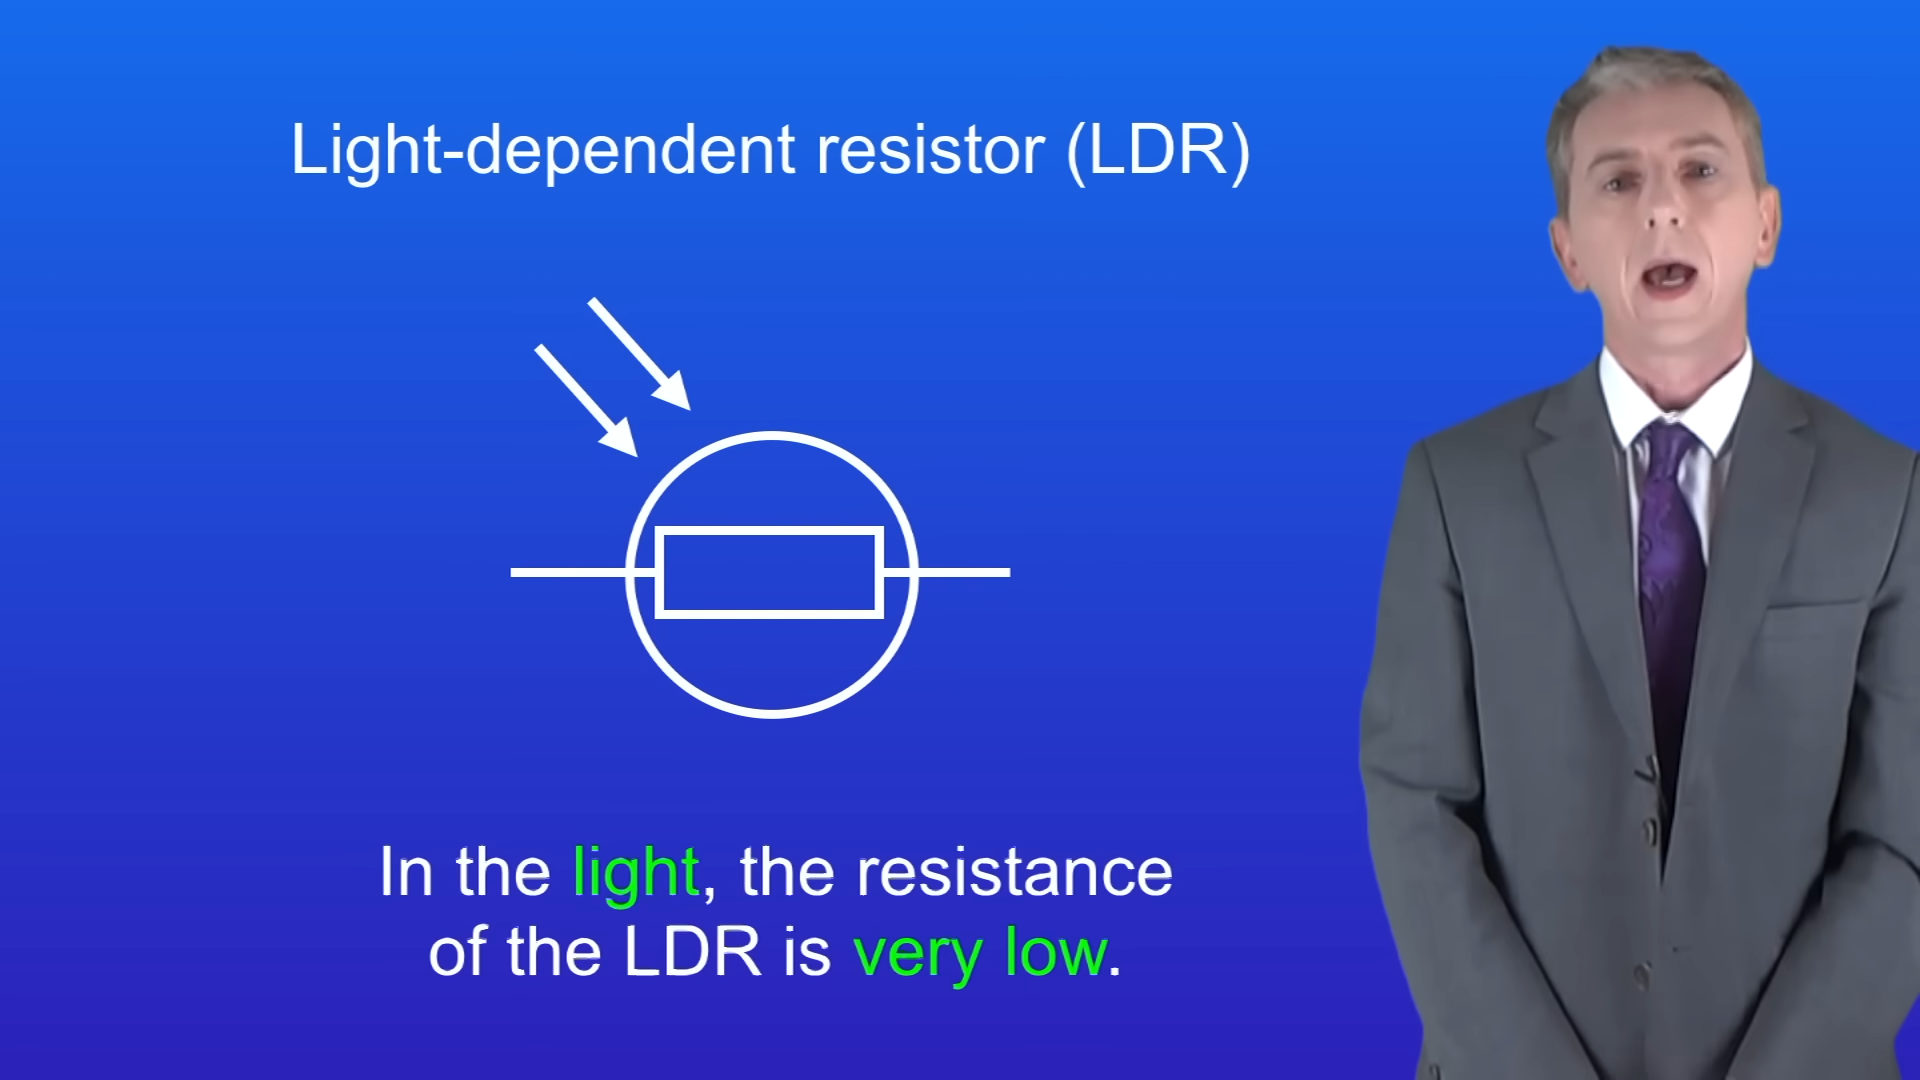 Light-dependent resistor (LDR)
In the light, the resistance
of the LDR is very low.